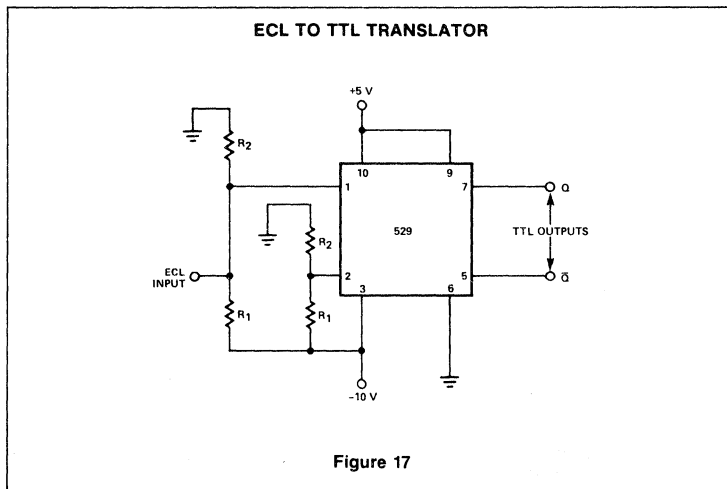 ECL TO TTL TRANSLATOR
+5 V
R2
10
9
1
7
Q
R2
529
TTL OUTPUTS
ECL
INPUT
2
5
Q̅
R1
R1
3
6
-10 V
Figure 17